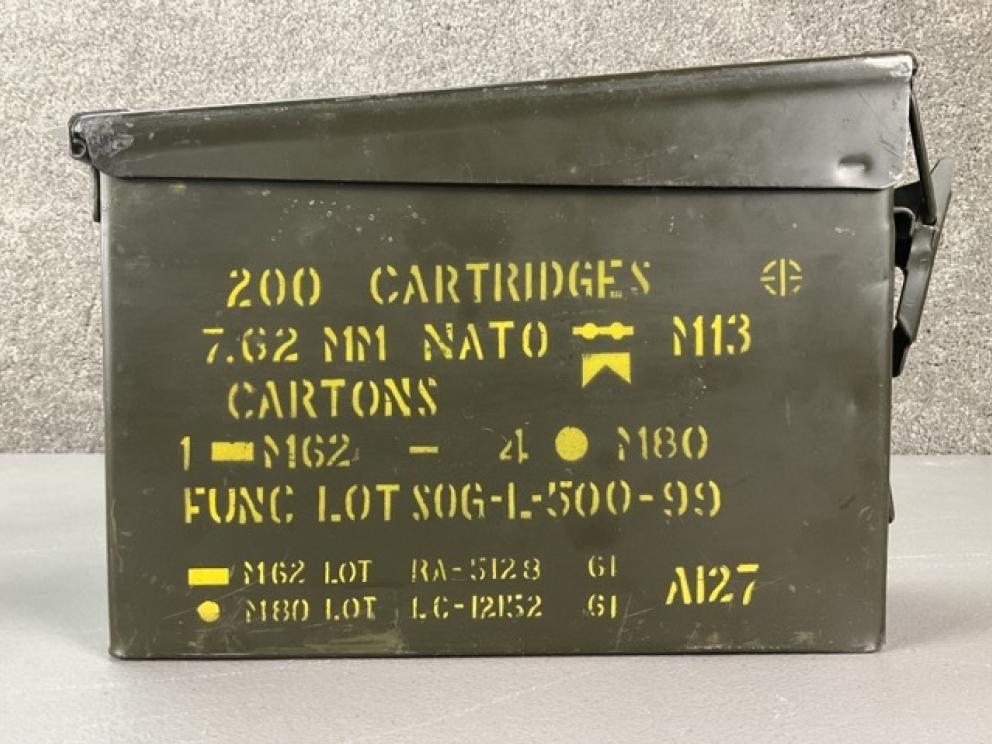 200 CARTRIDGES
7.62 MM NATO M13
CARTONS
1 M62 - 4 M80
FUNC LOT SOG-L-500-99
M62 LOT RA-5128 61
M80 LOT LC-12152 61
A127